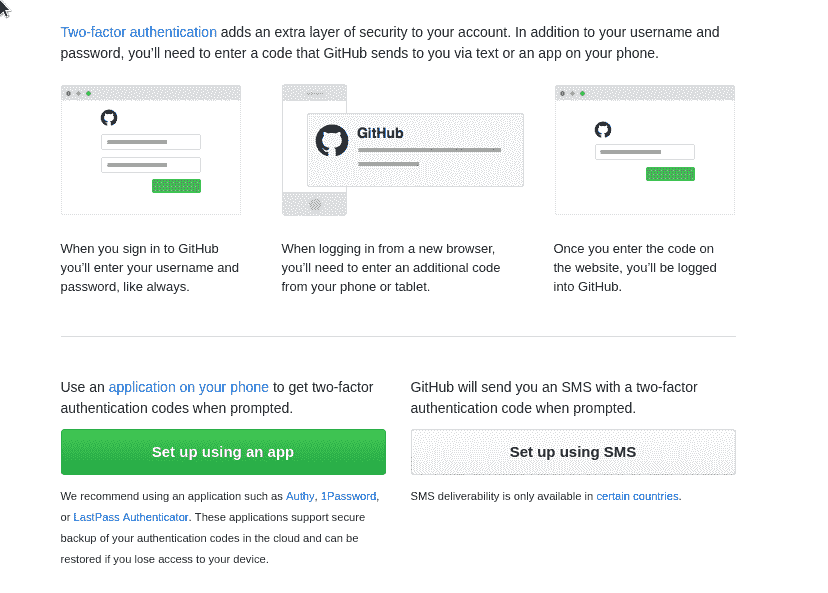 Two-factor authentication adds an extra layer of security to your account. In addition to your username and
password, you’ll need to enter a code that GitHub sends to you via text or an app on your phone.
GitHub
When you sign in to GitHub
you’ll enter your username and
password, like always.
When logging in from a new browser,
you’ll need to enter an additional code
from your phone or tablet.
Once you enter the code on
the website, you’ll be logged
into GitHub.
Use an application on your phone to get two-factor
authentication codes when prompted.
Set up using an app
We recommend using an application such as Authy, 1Password,
or LastPass Authenticator. These applications support secure
backup of your authentication codes in the cloud and can be
restored if you lose access to your device.
GitHub will send you an SMS with a two-factor
authentication code when prompted.
Set up using SMS
SMS deliverability is only available in certain countries.